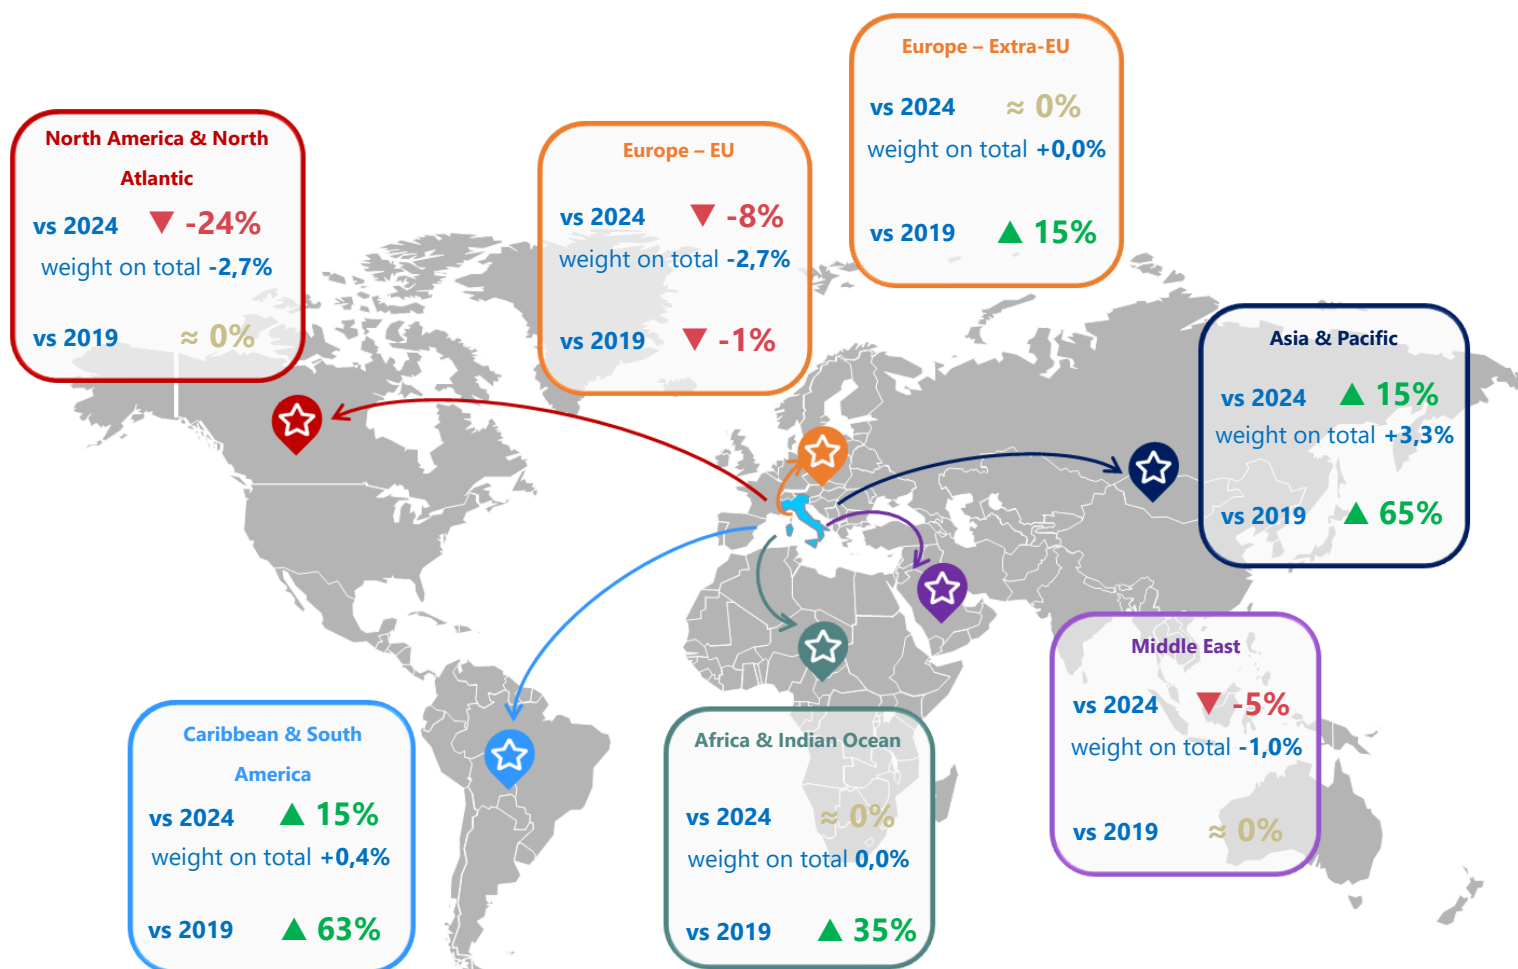 Europe – Extra-EU
vs 2024 ≈ 0%
weight on total +0,0%
vs 2019 ▲ 15%
North America & North
Atlantic
vs 2024 ▼ -24%
weight on total -2,7%
vs 2019 ≈ 0%
Europe – EU
vs 2024 ▼ -8%
weight on total -2,7%
vs 2019 ▼ -1%
Asia & Pacific
vs 2024 ▲ 15%
weight on total +3,3%
vs 2019 ▲ 65%
Middle East
vs 2024 ▼ -5%
weight on total -1,0%
vs 2019 ≈ 0%
Caribbean & South
America
vs 2024 ▲ 15%
weight on total +0,4%
vs 2019 ▲ 63%
Africa & Indian Ocean
vs 2024 ≈ 0%
weight on total 0,0%
vs 2019 ▲ 35%